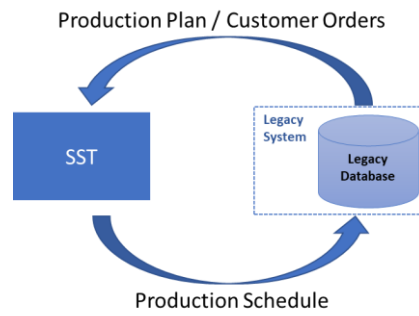 Production Plan / Customer Orders
Legacy
System
SST
Legacy
Database
Production Schedule